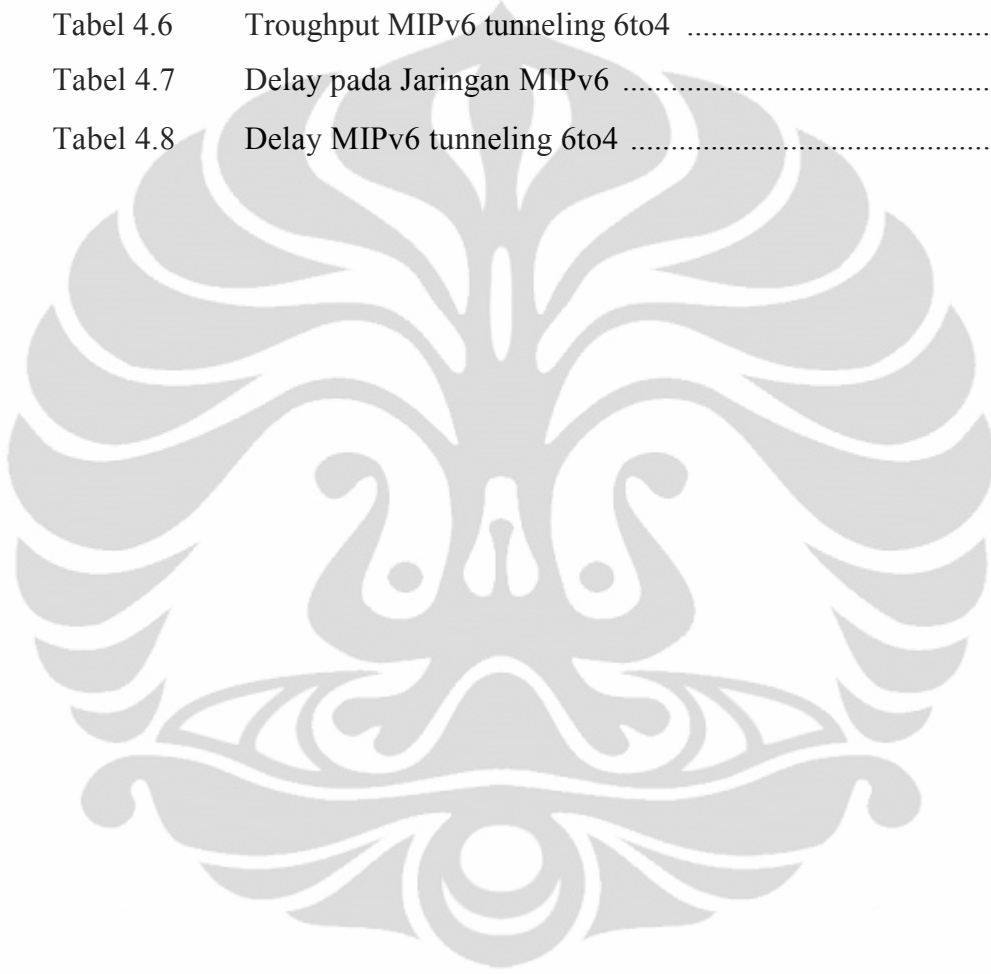 Tabel 4.6 Troughput MIPv6 tunneling 6to4 ......................................
Tabel 4.7 Delay pada Jaringan MIPv6 ..............................................
Tabel 4.8 Delay MIPv6 tunneling 6to4 .............................................